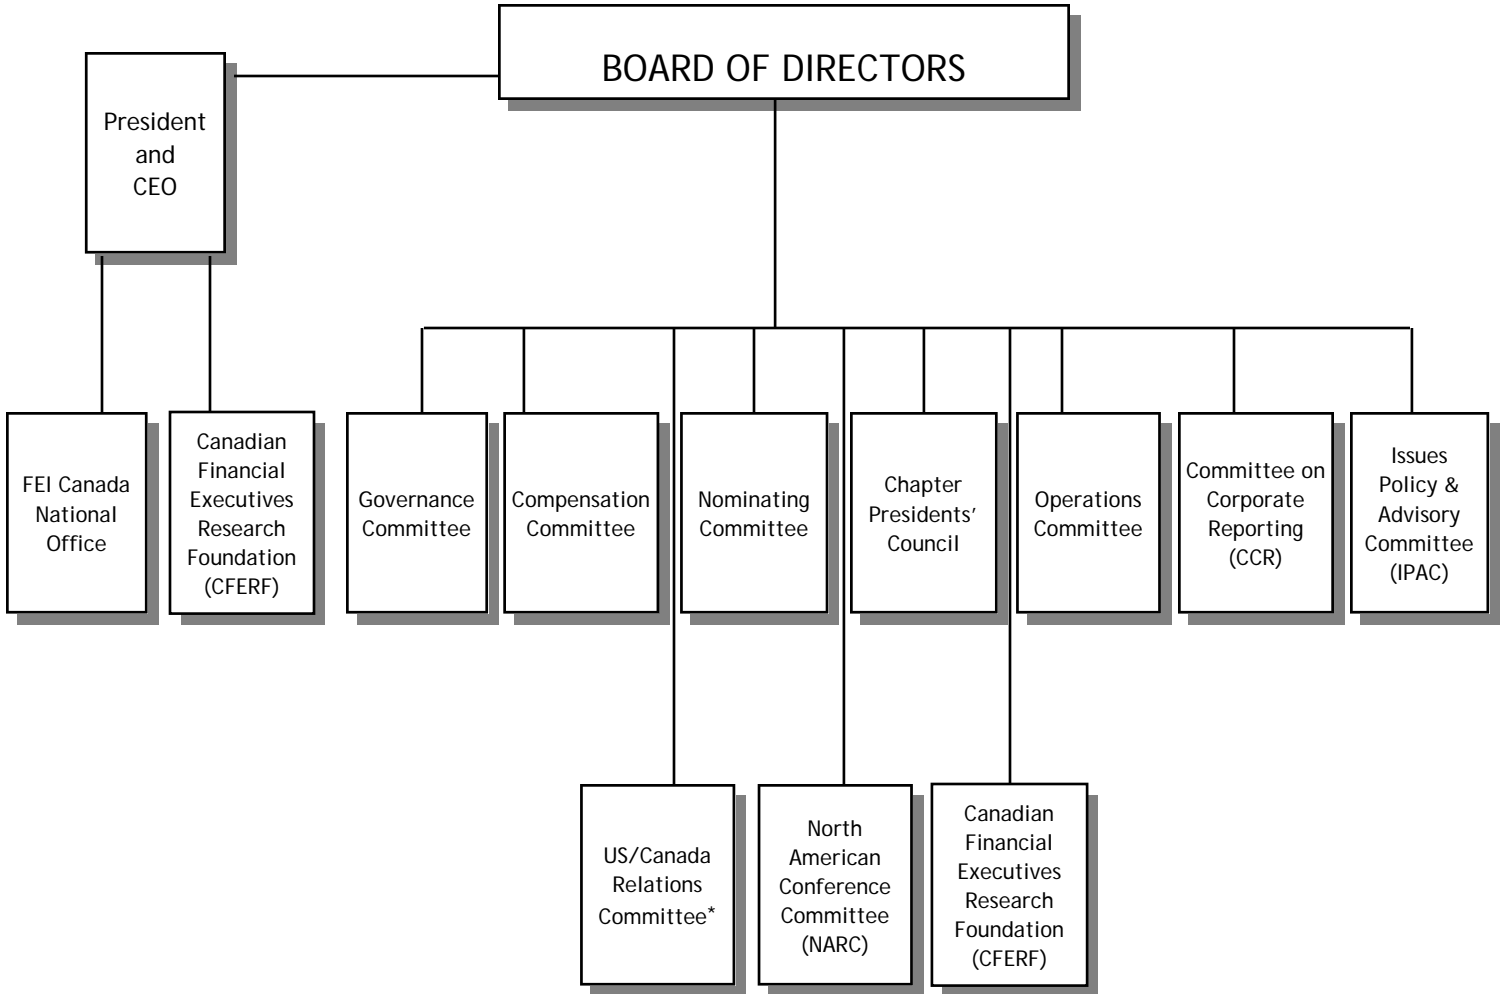 BOARD OF DIRECTORS
President
and
CEO
FEI Canada
National
Office
Canadian
Financial
Executives
Research
Foundation
(CFERF)
Governance
Committee
Compensation
Committee
Nominating
Committee
Chapter
Presidents’
Council
Operations
Committee
Committee on
Corporate
Reporting
(CCR)
Issues
Policy &
Advisory
Committee
(IPAC)
US/Canada
Relations
Committee*
North
American
Conference
Committee
(NARC)
Canadian
Financial
Executives
Research
Foundation
(CFERF)